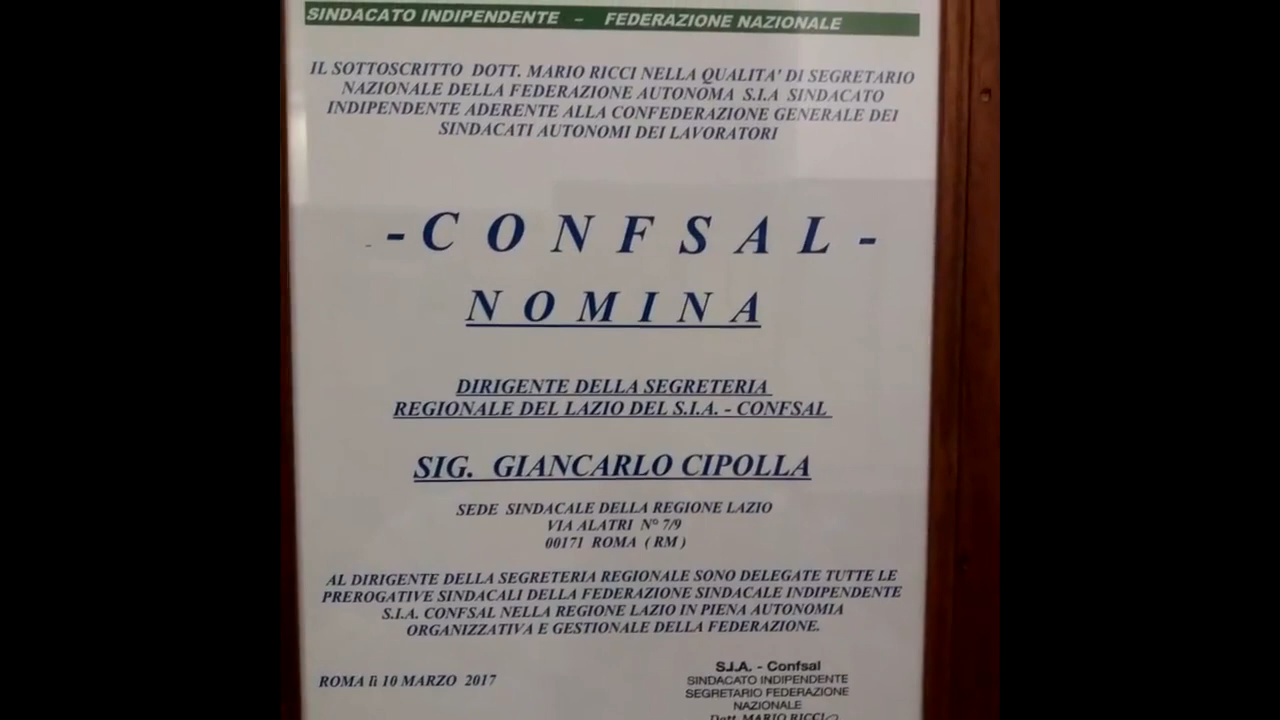 SINDACATO INDIPENDENTE – FEDERAZIONE NAZIONALE
IL SOTTOSCRITTO DOTT. MARIO RICCI NELLA QUALITA' DI SEGRETARIO
NAZIONALE DELLA FEDERAZIONE AUTONOMA S.I.A SINDACATO
INDIPENDENTE ADERENTE ALLA CONFEDERAZIONE GENERALE DEI
SINDACATI AUTONOMI DEI LAVORATORI
- C O N F S A L -
N O M I N A
DIRIGENTE DELLA SEGRETERIA
REGIONALE DEL LAZIO DEL S.I.A. - CONFSAL
SIG. GIANCARLO CIPOLLA
SEDE SINDACALE DELLA REGIONE LAZIO
VIA ALATRI N° 7/9
00171 ROMA ( RM )
AL DIRIGENTE DELLA SEGRETERIA REGIONALE SONO DELEGATE TUTTE LE
PREROGATIVE SINDACALI DELLA FEDERAZIONE SINDACALE INDIPENDENTE
S.I.A. CONFSAL NELLA REGIONE LAZIO IN PIENA AUTONOMIA
ORGANIZZATIVA E GESTIONALE DELLA FEDERAZIONE.
ROMA lì 10 MARZO 2017
S.I.A. - Confsal
SINDACATO INDIPENDENTE
SEGRETARIO FEDERAZIONE
NAZIONALE
Dott. MARIO RICCI